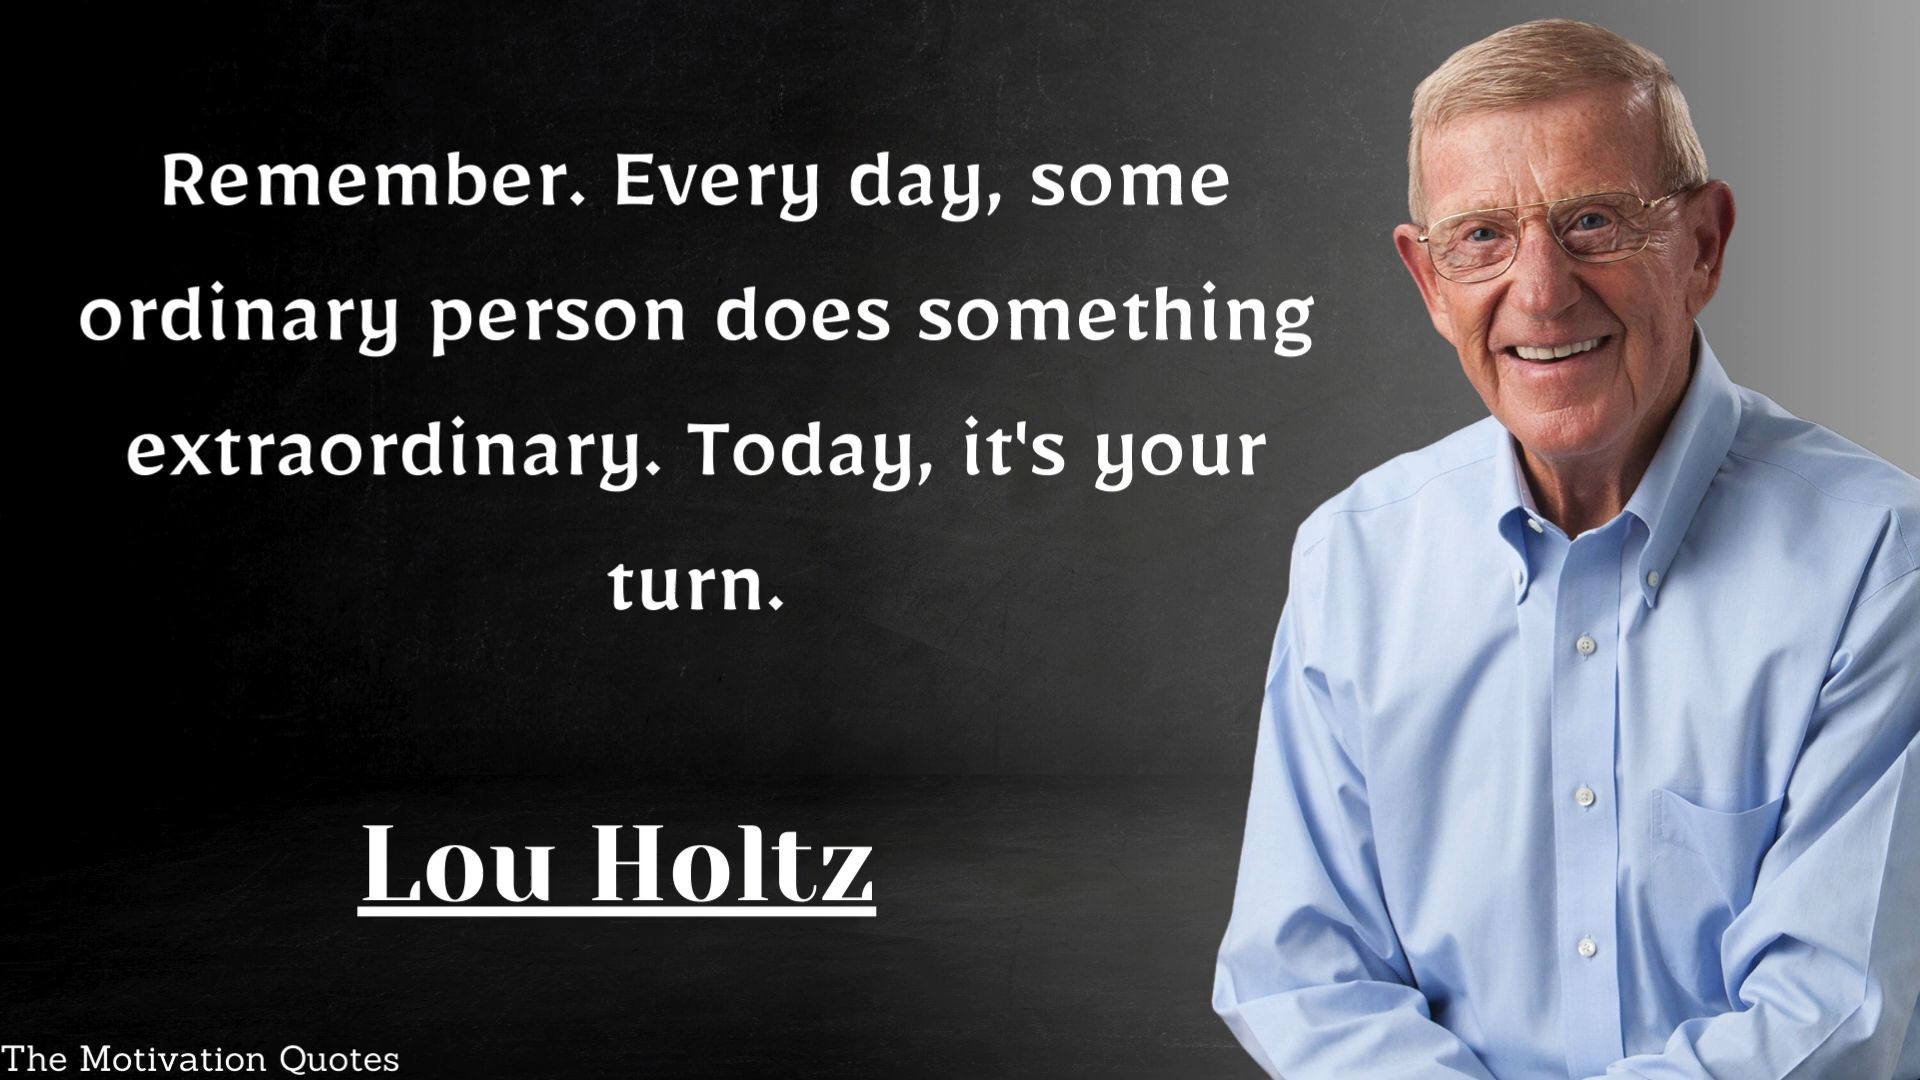 Remember. Every day, some
ordinary person does something
extraordinary. Today, it's your
turn.
Lou Holtz
The Motivation Quotes